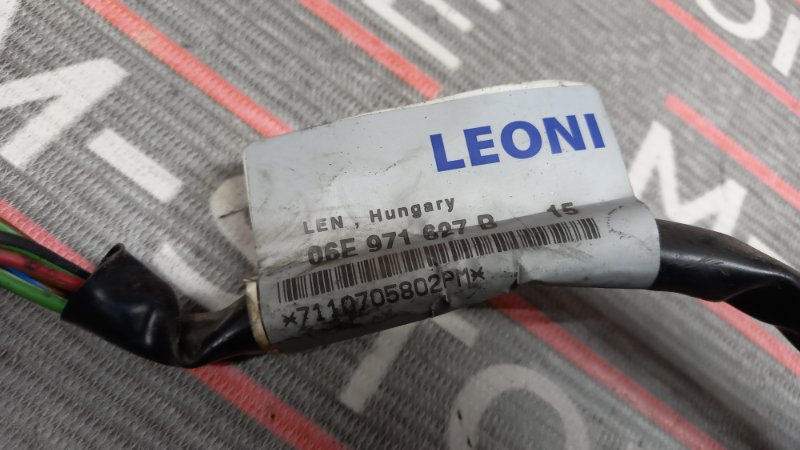 LEONI
LEN , Hungary
06E 971 627 B 15
*7110705802PM*